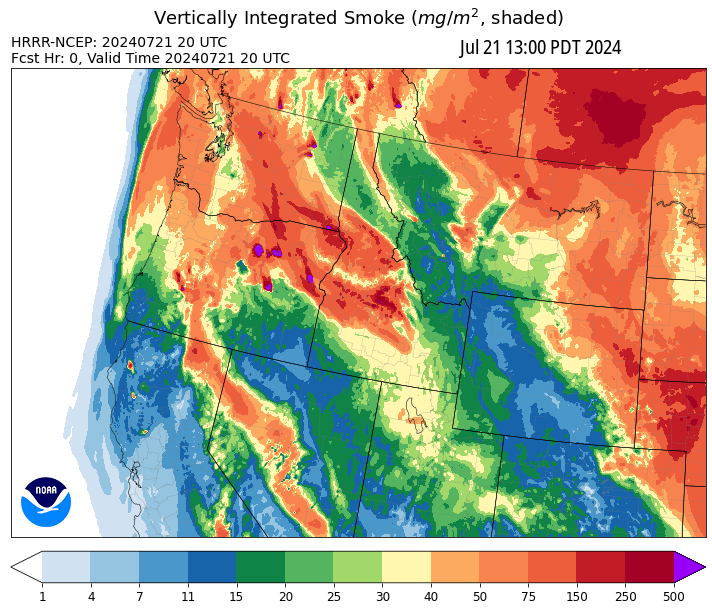 Vertically Integrated Smoke (mg/m², shaded)
HRRR-NCEP: 20240721 20 UTC
Jul 21 13:00 PDT 2024
Fcst Hr: 0, Valid Time 20240721 20 UTC
NOAA
1 4 7 11 15 20 25 30 40 50 75 150 250 500